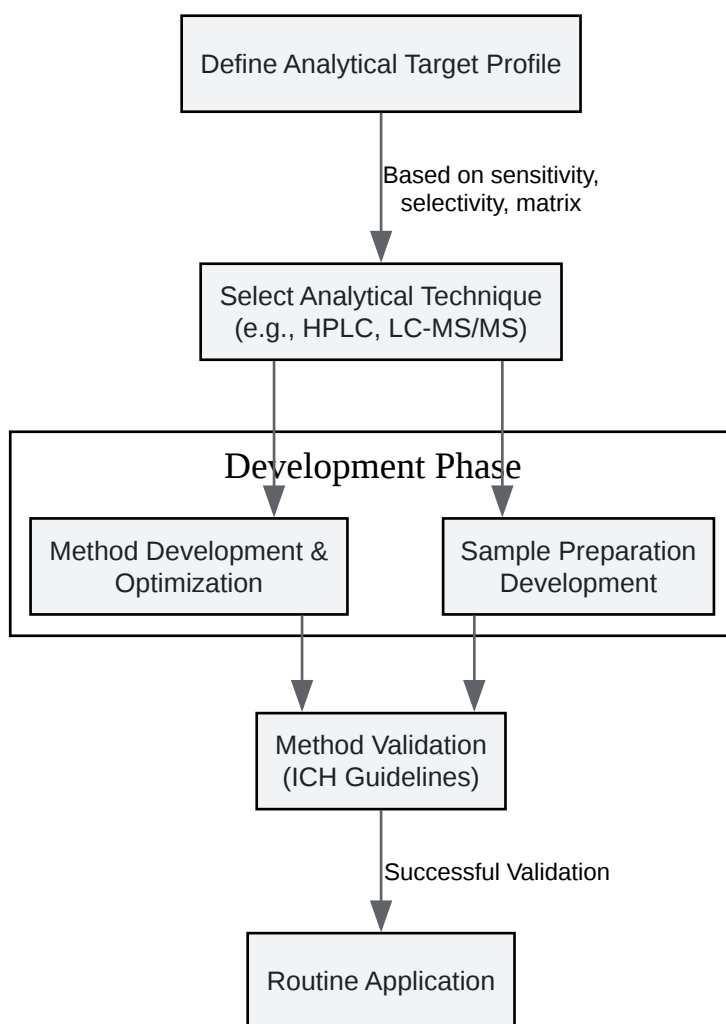 Define Analytical Target Profile
Based on sensitivity,
selectivity, matrix
Select Analytical Technique
(e.g., HPLC, LC-MS/MS)
Development Phase
Method Development &
Optimization
Sample Preparation
Development
Method Validation
(ICH Guidelines)
Successful Validation
Routine Application